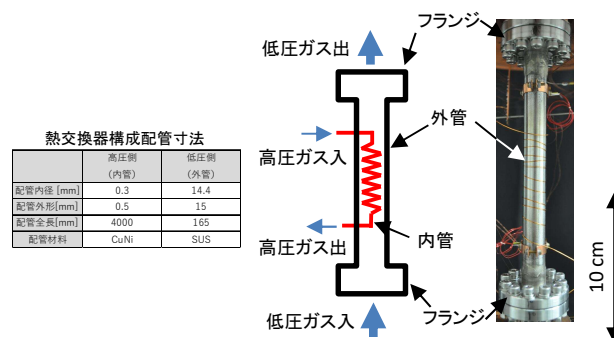 熱交換器構成配管寸法
高圧側
（内管）
低圧側
（外管）
配管内径 [mm] 0.3 14.4
配管外形[mm] 0.5 15
配管全長[mm] 4000 165
配管材料 CuNi SUS
低圧ガス出
フランジ
外管
高圧ガス入
高圧ガス出
内管
フランジ
低圧ガス入
10 cm